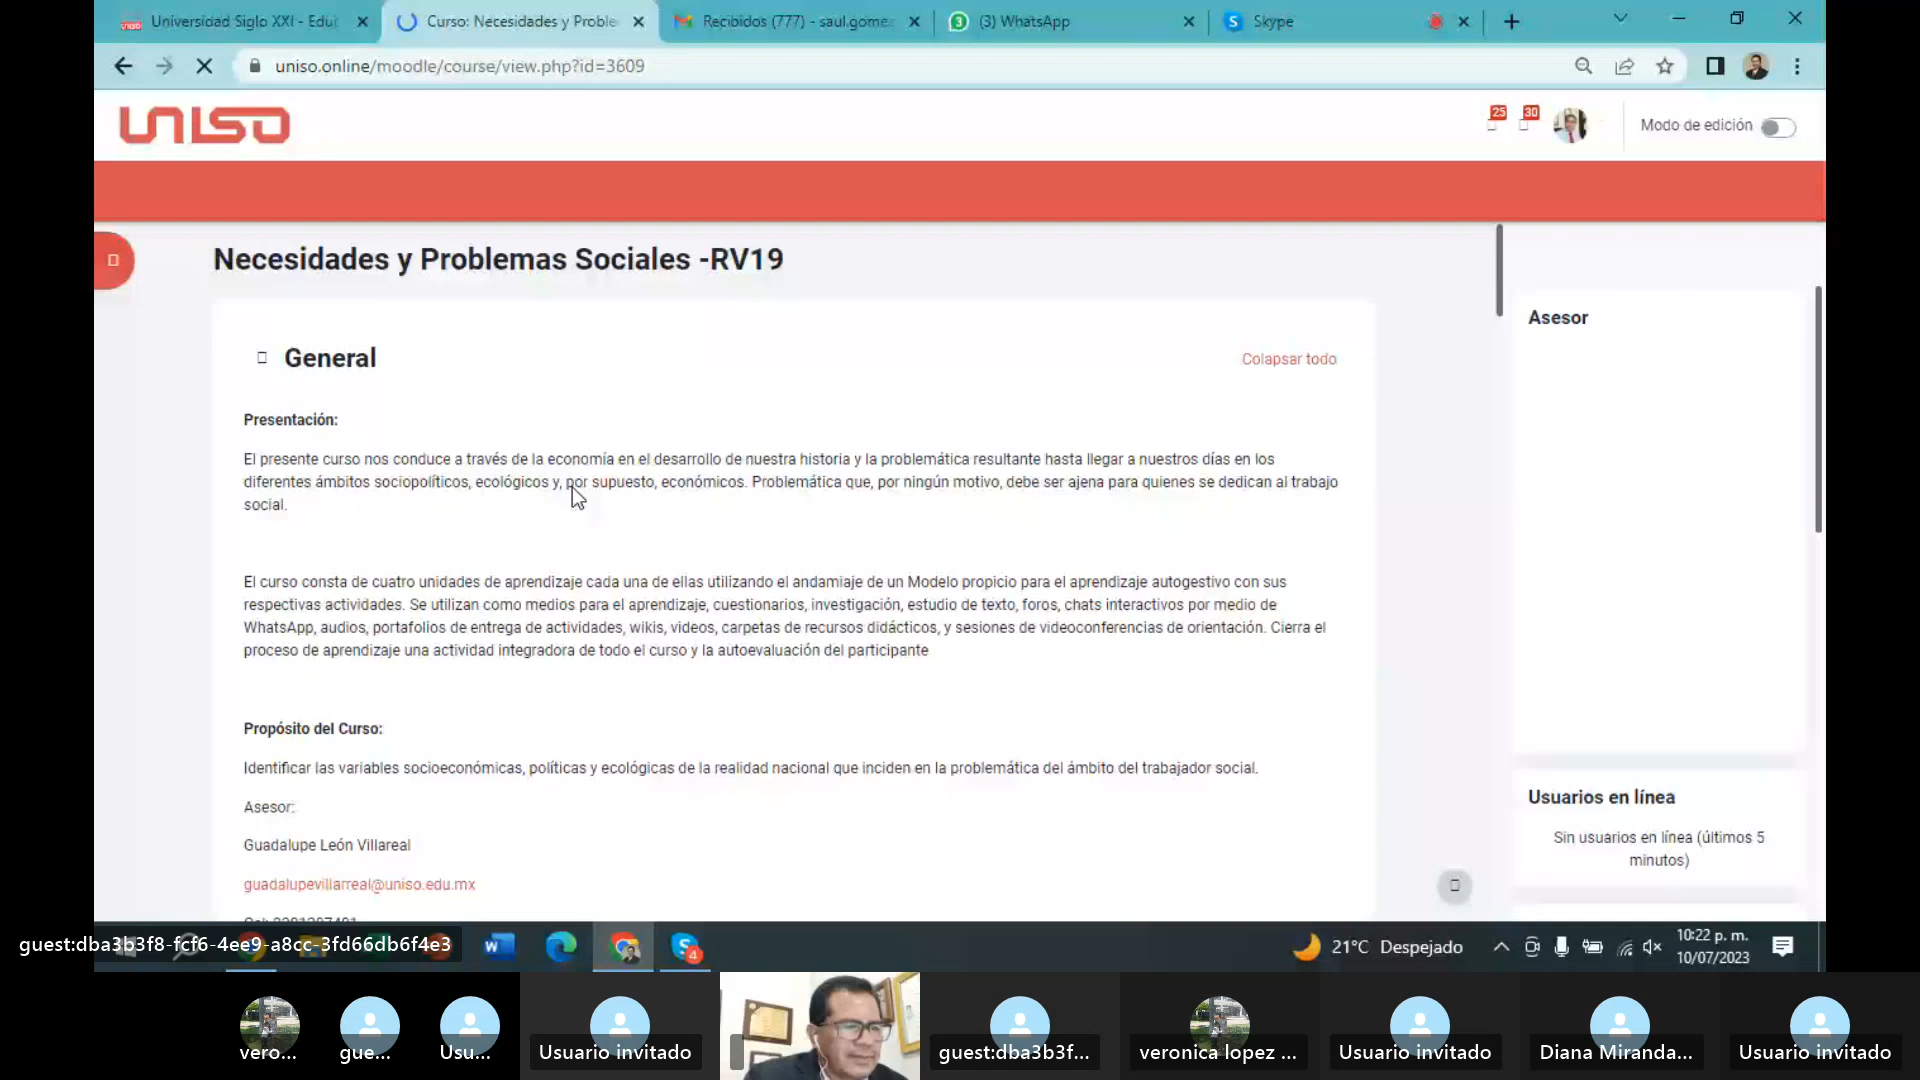 Universidad Siglo XXI - Edu
Curso: Necesidades y Proble
Recibidos (777) - saul.gome
(3) WhatsApp
Skype
uniso.online/moodle/course/view.php?id=3609
UNISO
25
30
Modo de edición
Necesidades y Problemas Sociales -RV19
General
Colapsar todo
Presentación:
El presente curso nos conduce a través de la economía en el desarrollo de nuestra historia y la problemática resultante hasta llegar a nuestros días en los
diferentes ámbitos sociopolíticos, ecológicos y, por supuesto, económicos. Problemática que, por ningún motivo, debe ser ajena para quienes se dedican al trabajo
social.
El curso consta de cuatro unidades de aprendizaje cada una de ellas utilizando el andamiaje de un Modelo propicio para el aprendizaje autogestivo con sus
respectivas actividades. Se utilizan como medios para el aprendizaje, cuestionarios, investigación, estudio de texto, foros, chats interactivos por medio de
WhatsApp, audios, portafolios de entrega de actividades, wikis, videos, carpetas de recursos didácticos, y sesiones de videoconferencias de orientación. Cierra el
proceso de aprendizaje una actividad integradora de todo el curso y la autoevaluación del participante
Propósito del Curso:
Identificar las variables socioeconómicas, políticas y ecológicas de la realidad nacional que inciden en la problemática del ámbito del trabajador social.
Asesor:
Guadalupe León Villareal
guadalupevillarreal@uniso.edu.mx
Asesor
Usuarios en línea
Sin usuarios en línea (últimos 5
minutos)
guest:dba3b3f8-fcf6-4ee9-a8cc-3fd66db6f4e3
4
21°C Despejado
10:22 p. m.
10/07/2023
vero...
gue...
Usu...
Usuario invitado
guest:dba3b3f...
veronica lopez ...
Usuario invitado
Diana Miranda...
Usuario invitado